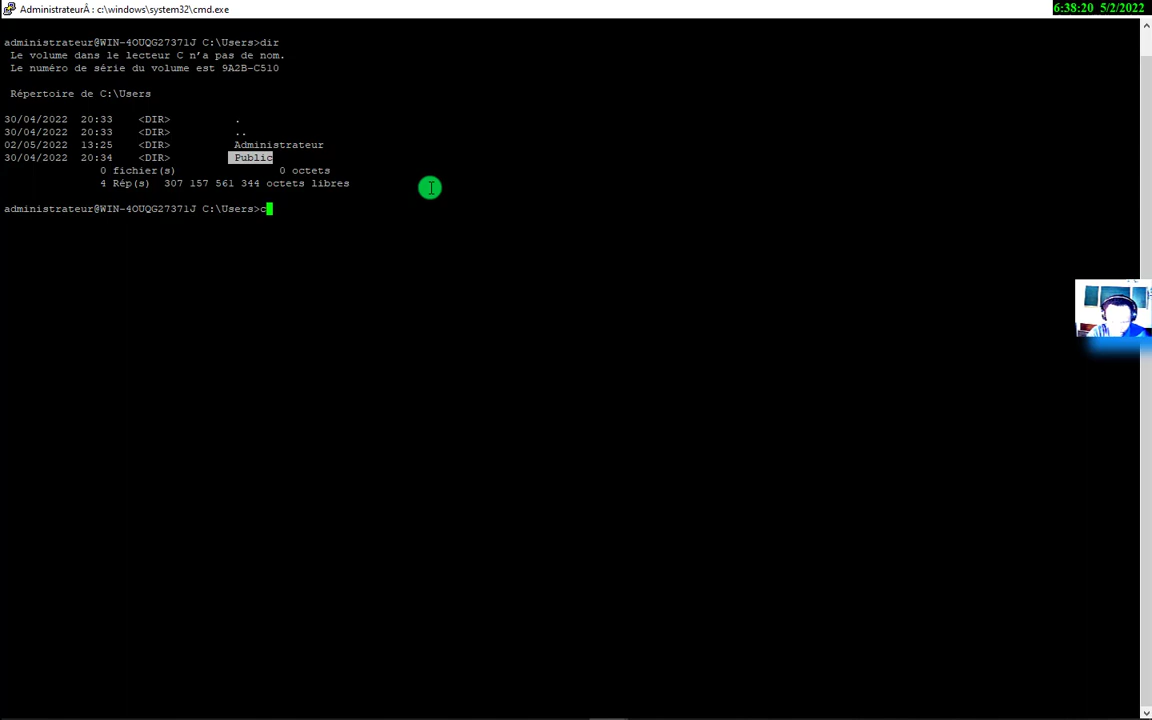 AdministrateurÂ : c:\windows\system32\cmd.exe
6:38:20 5/2/2022
administrateur@WIN-4OUQG27371J C:\Users>dir
Le volume dans le lecteur C n'a pas de nom.
Le numéro de série du volume est 9A2B-C510
Répertoire de C:\Users
30/04/2022 20:33 <DIR> .
30/04/2022 20:33 <DIR> ..
02/05/2022 13:25 <DIR> Administrateur
30/04/2022 20:34 <DIR> Public
0 fichier(s) 0 octets
4 Rép(s) 307 157 561 344 octets libres
administrateur@WIN-4OUQG27371J C:\Users>c